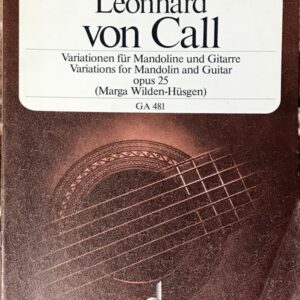 Leonhard
von Call
Variationen für Mandoline und Gitarre
Variations for Mandolin and Guitar
opus 25
(Marga Wilden-Hüsgen)
GA 481